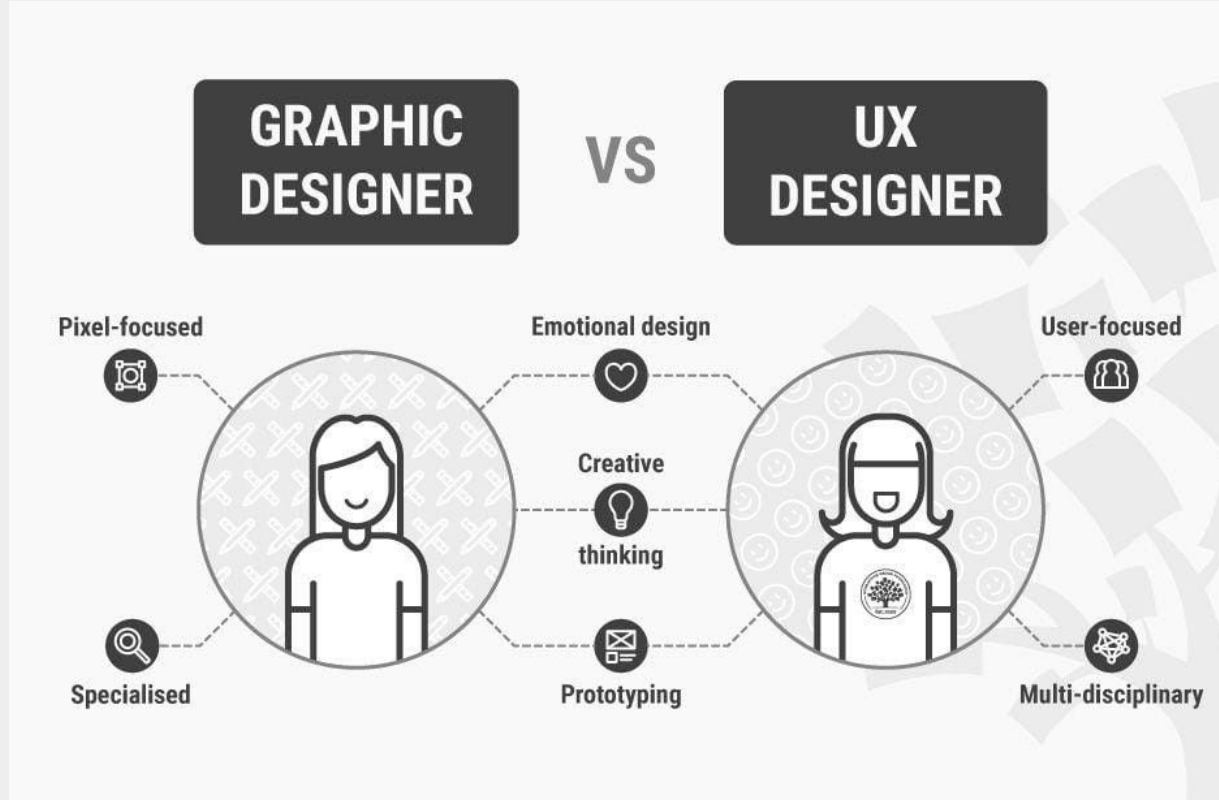 GRAPHIC
DESIGNER
VS
UX
DESIGNER
Pixel-focused
Emotional design
User-focused
Creative
thinking
Specialised
Prototyping
Multi-disciplinary